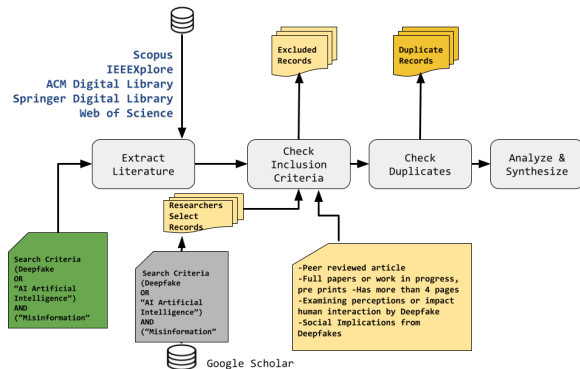 Scopus
IEEEXplore
ACM Digital Library
Springer Digital Library
Web of Science
Excluded
Records
Duplicate
Records
Extract
Literature
Check
Inclusion
Criteria
Check
Duplicates
Analyze &
Synthesize
Researchers
Select
Records
Search Criteria
(Deepfake
OR
"AI Artificial
Intelligence")
AND
("Misinformation"
Search Criteria
(Deepfake
OR
"AI Artificial
Intelligence")
AND
("Misinformation"
-Peer reviewed article
-Full papers or work in progress,
pre prints -Has more than 4 pages
-Examining perceptions or impact
human interaction by Deepfake
-Social Implications from
Deepfakes
Google Scholar